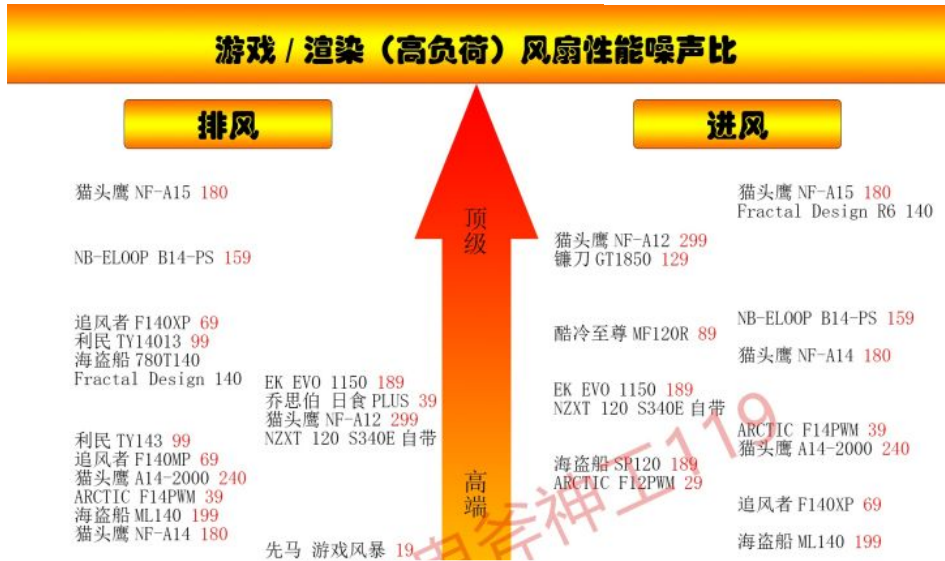 游戏 / 渲染（高负荷）风扇性能噪声比
排风
猫头鹰 NF-A15 180
NB-ELOOP B14-PS 159
追风者 F140XP 69
利民 TY14013 99
海盗船 780T140
Fractal Design 140
利民 TY143 99
追风者 F140MP 69
猫头鹰 A14-2000 240
ARCTIC F14PWM 39
海盗船 ML140 199
猫头鹰 NF-A14 180
EK EVO 1150 189
乔思伯 日食 PLUS 39
猫头鹰 NF-A12 299
NZXT 120 S340E 自带
先马 游戏风暴 19
顶级
高端
进风
猫头鹰 NF-A12 299
镰刀 GT1850 129
酷冷至尊 MF120R 89
EK EVO 1150 189
NZXT 120 S340E 自带
海盗船 SP120 189
ARCTIC F12PWM 29
猫头鹰 NF-A15 180
Fractal Design R6 140
NB-ELOOP B14-PS 159
猫头鹰 NF-A14 180
ARCTIC F14PWM 39
猫头鹰 A14-2000 240
追风者 F140XP 69
海盗船 ML140 199
斧神工119